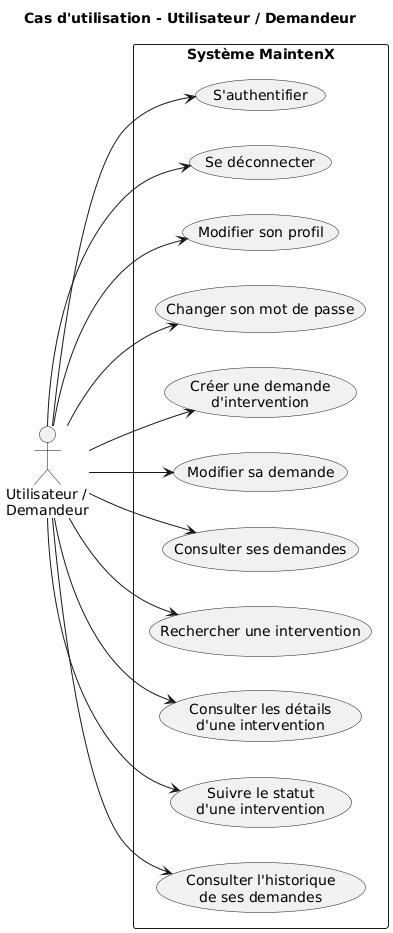 Cas d'utilisation - Utilisateur / Demandeur
Système MaintenX
S'authentifier
Se déconnecter
Modifier son profil
Changer son mot de passe
Créer une demande
d'intervention
Utilisateur /
Demandeur
Modifier sa demande
Consulter ses demandes
Rechercher une intervention
Consulter les détails
d'une intervention
Suivre le statut
d'une intervention
Consulter l'historique
de ses demandes